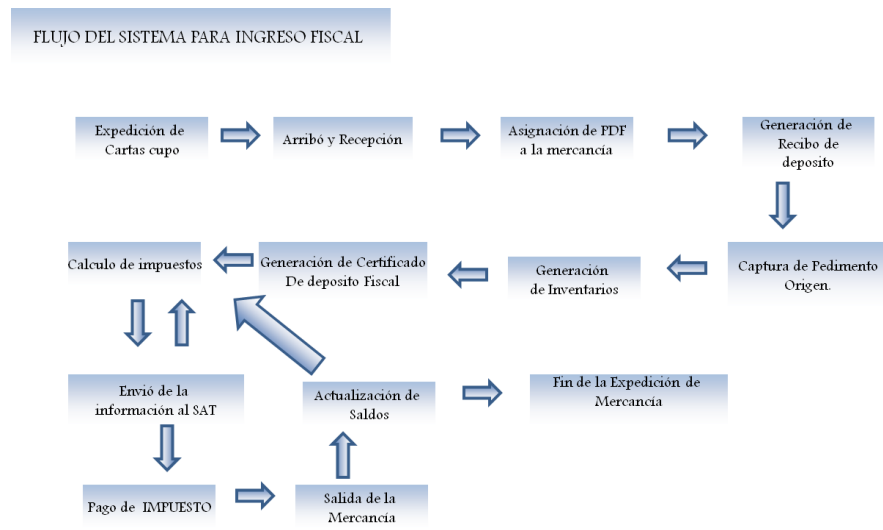 FLUJO DEL SISTEMA PARA INGRESO FISCAL
Expedición de
Cartas cupo
Arribó y Recepción
Asignación de PDF
a la mercancía
Generación de
Recibo de
deposito
Calculo de impuestos
Generación de Certificado
De deposito Fiscal
Generación
de Inventarios
Captura de Pedimento
Origen.
Envió de la
información al SAT
Actualización de
Saldos
Fin de la Expedición de
Mercancía
Pago de IMPUESTO
Salida de la
Mercancía